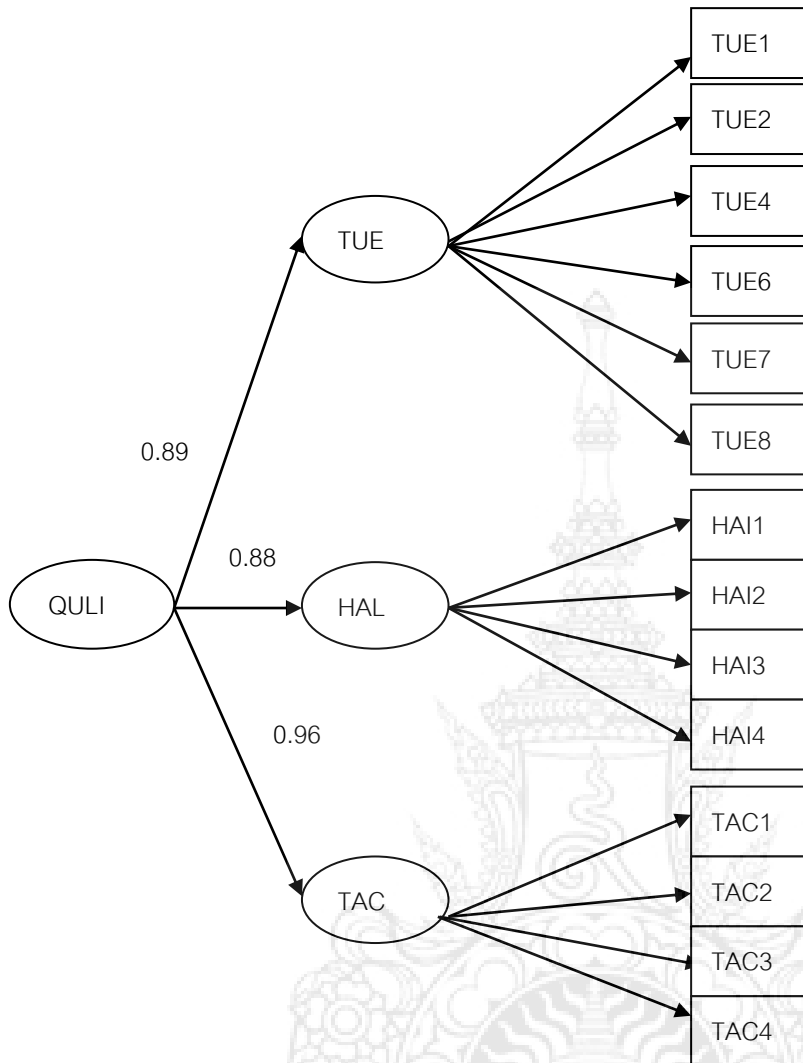 TUE1
TUE2
TUE
TUE4
TUE6
TUE7
TUE8
0.89
HAI1
0.88
QULI
HAL
HAI2
HAI3
0.96
HAI4
TAC1
TAC
TAC2
TAC3
TAC4